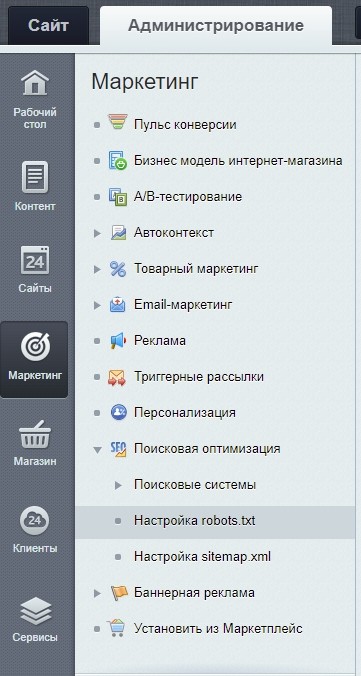 Сайт
Администрирование
Рабочий
стол
Контент
24
Сайты
Маркетинг
Магазин
24
Клиенты
Сервисы
Маркетинг
Пульс конверсии
Бизнес модель интернет-магазина
A/B-тестирование
Автоконтекст
Товарный маркетинг
Email-маркетинг
Реклама
Триггерные рассылки
Персонализация
SEO
Поисковая оптимизация
Поисковые системы
Настройка robots.txt
Настройка sitemap.xml
Баннерная реклама
Установить из Маркетплейс